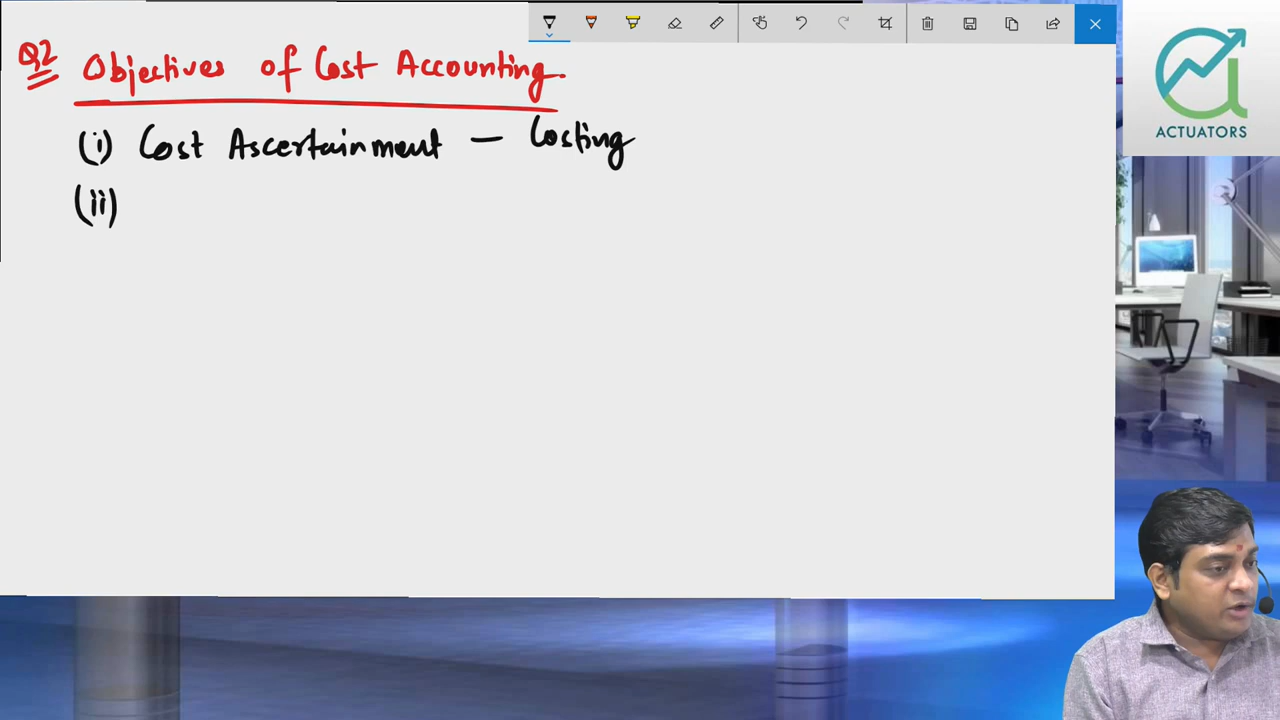 Q2 Objectives of Cost Accounting
(i) Cost Ascertainment – Costing
(ii)
ACTUATORS